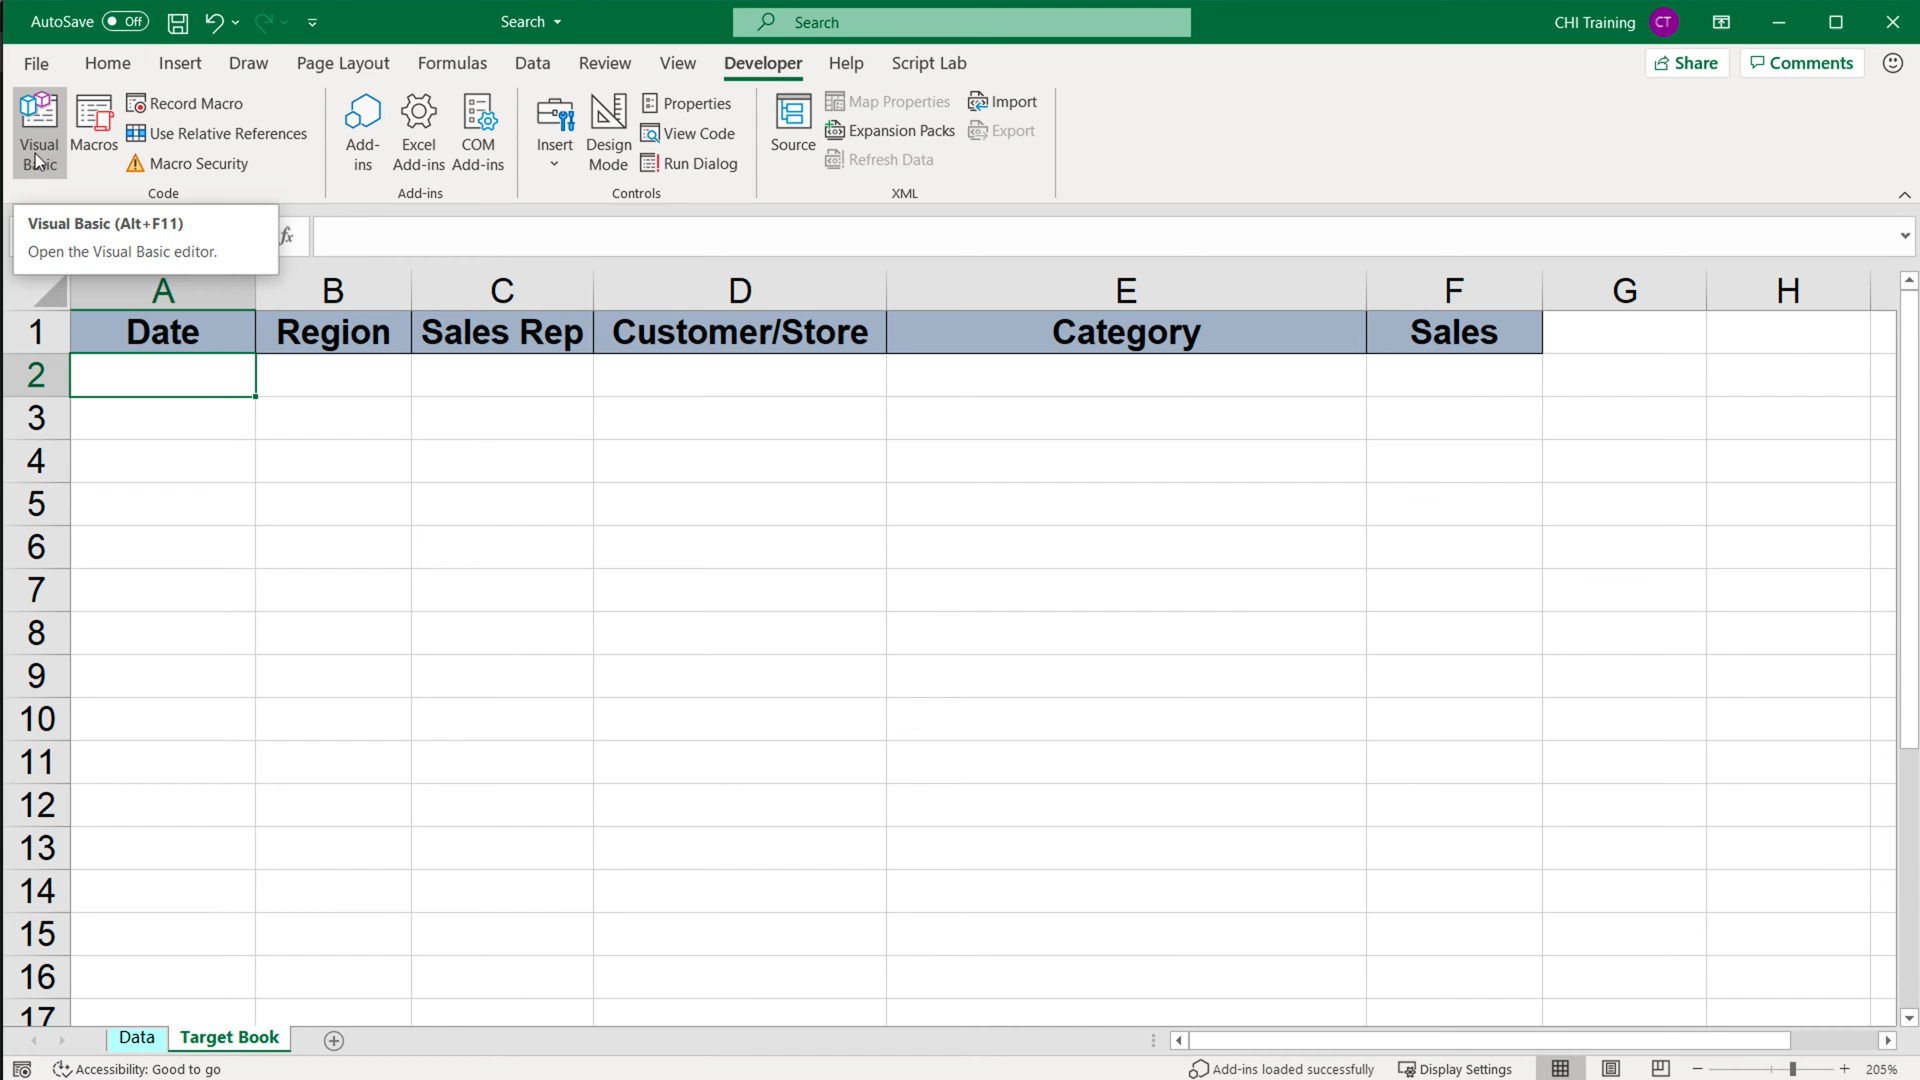 AutoSave Off Search Search CHI Training CT
File Home Insert Draw Page Layout Formulas Data Review View Developer Help Script Lab Share Comments
Visual Basic
Macros
Record Macro
Use Relative References
Macro Security
Code
Add-ins
Excel Add-ins
COM Add-ins
Add-ins
Insert
Design Mode
Properties
View Code
Run Dialog
Controls
Source
Map Properties
Expansion Packs
Refresh Data
Import
Export
XML
Visual Basic (Alt+F11)
Open the Visual Basic editor.
fx
A B C D E F G H
1 Date Region Sales Rep Customer/Store Category Sales
2
3
4
5
6
7
8
9
10
11
12
13
14
15
16
17
Data Target Book
Accessibility: Good to go Add-ins loaded successfully Display Settings 205%